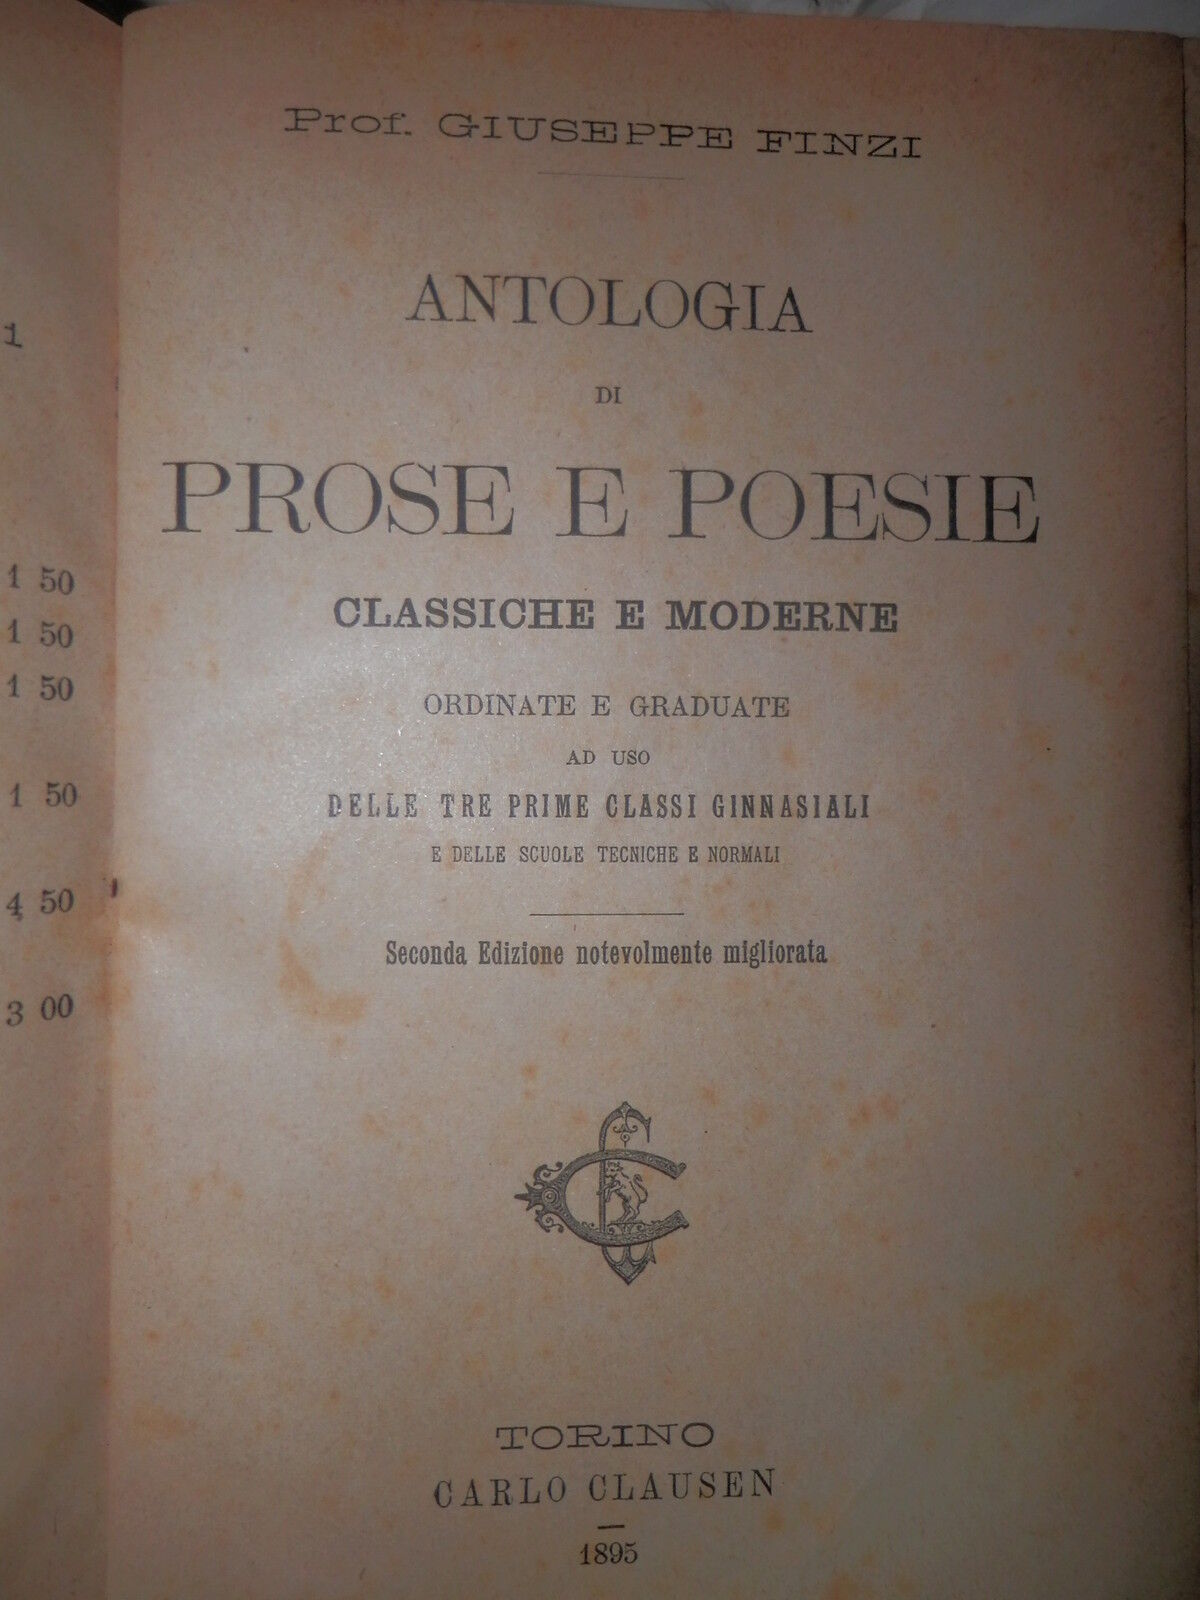 1
1 50
1 50
1 50
1 50
4 50
3 00
Prof. GIUSEPPE FINZI
ANTOLOGIA
DI
PROSE E POESIE
CLASSICHE E MODERNE
ORDINATE E GRADUATE
AD USO
DELLE TRE PRIME CLASSI GINNASIALI
E DELLE SCUOLE TECNICHE E NORMALI
Seconda Edizione notevolmente migliorata
TORINO
CARLO CLAUSEN
1895